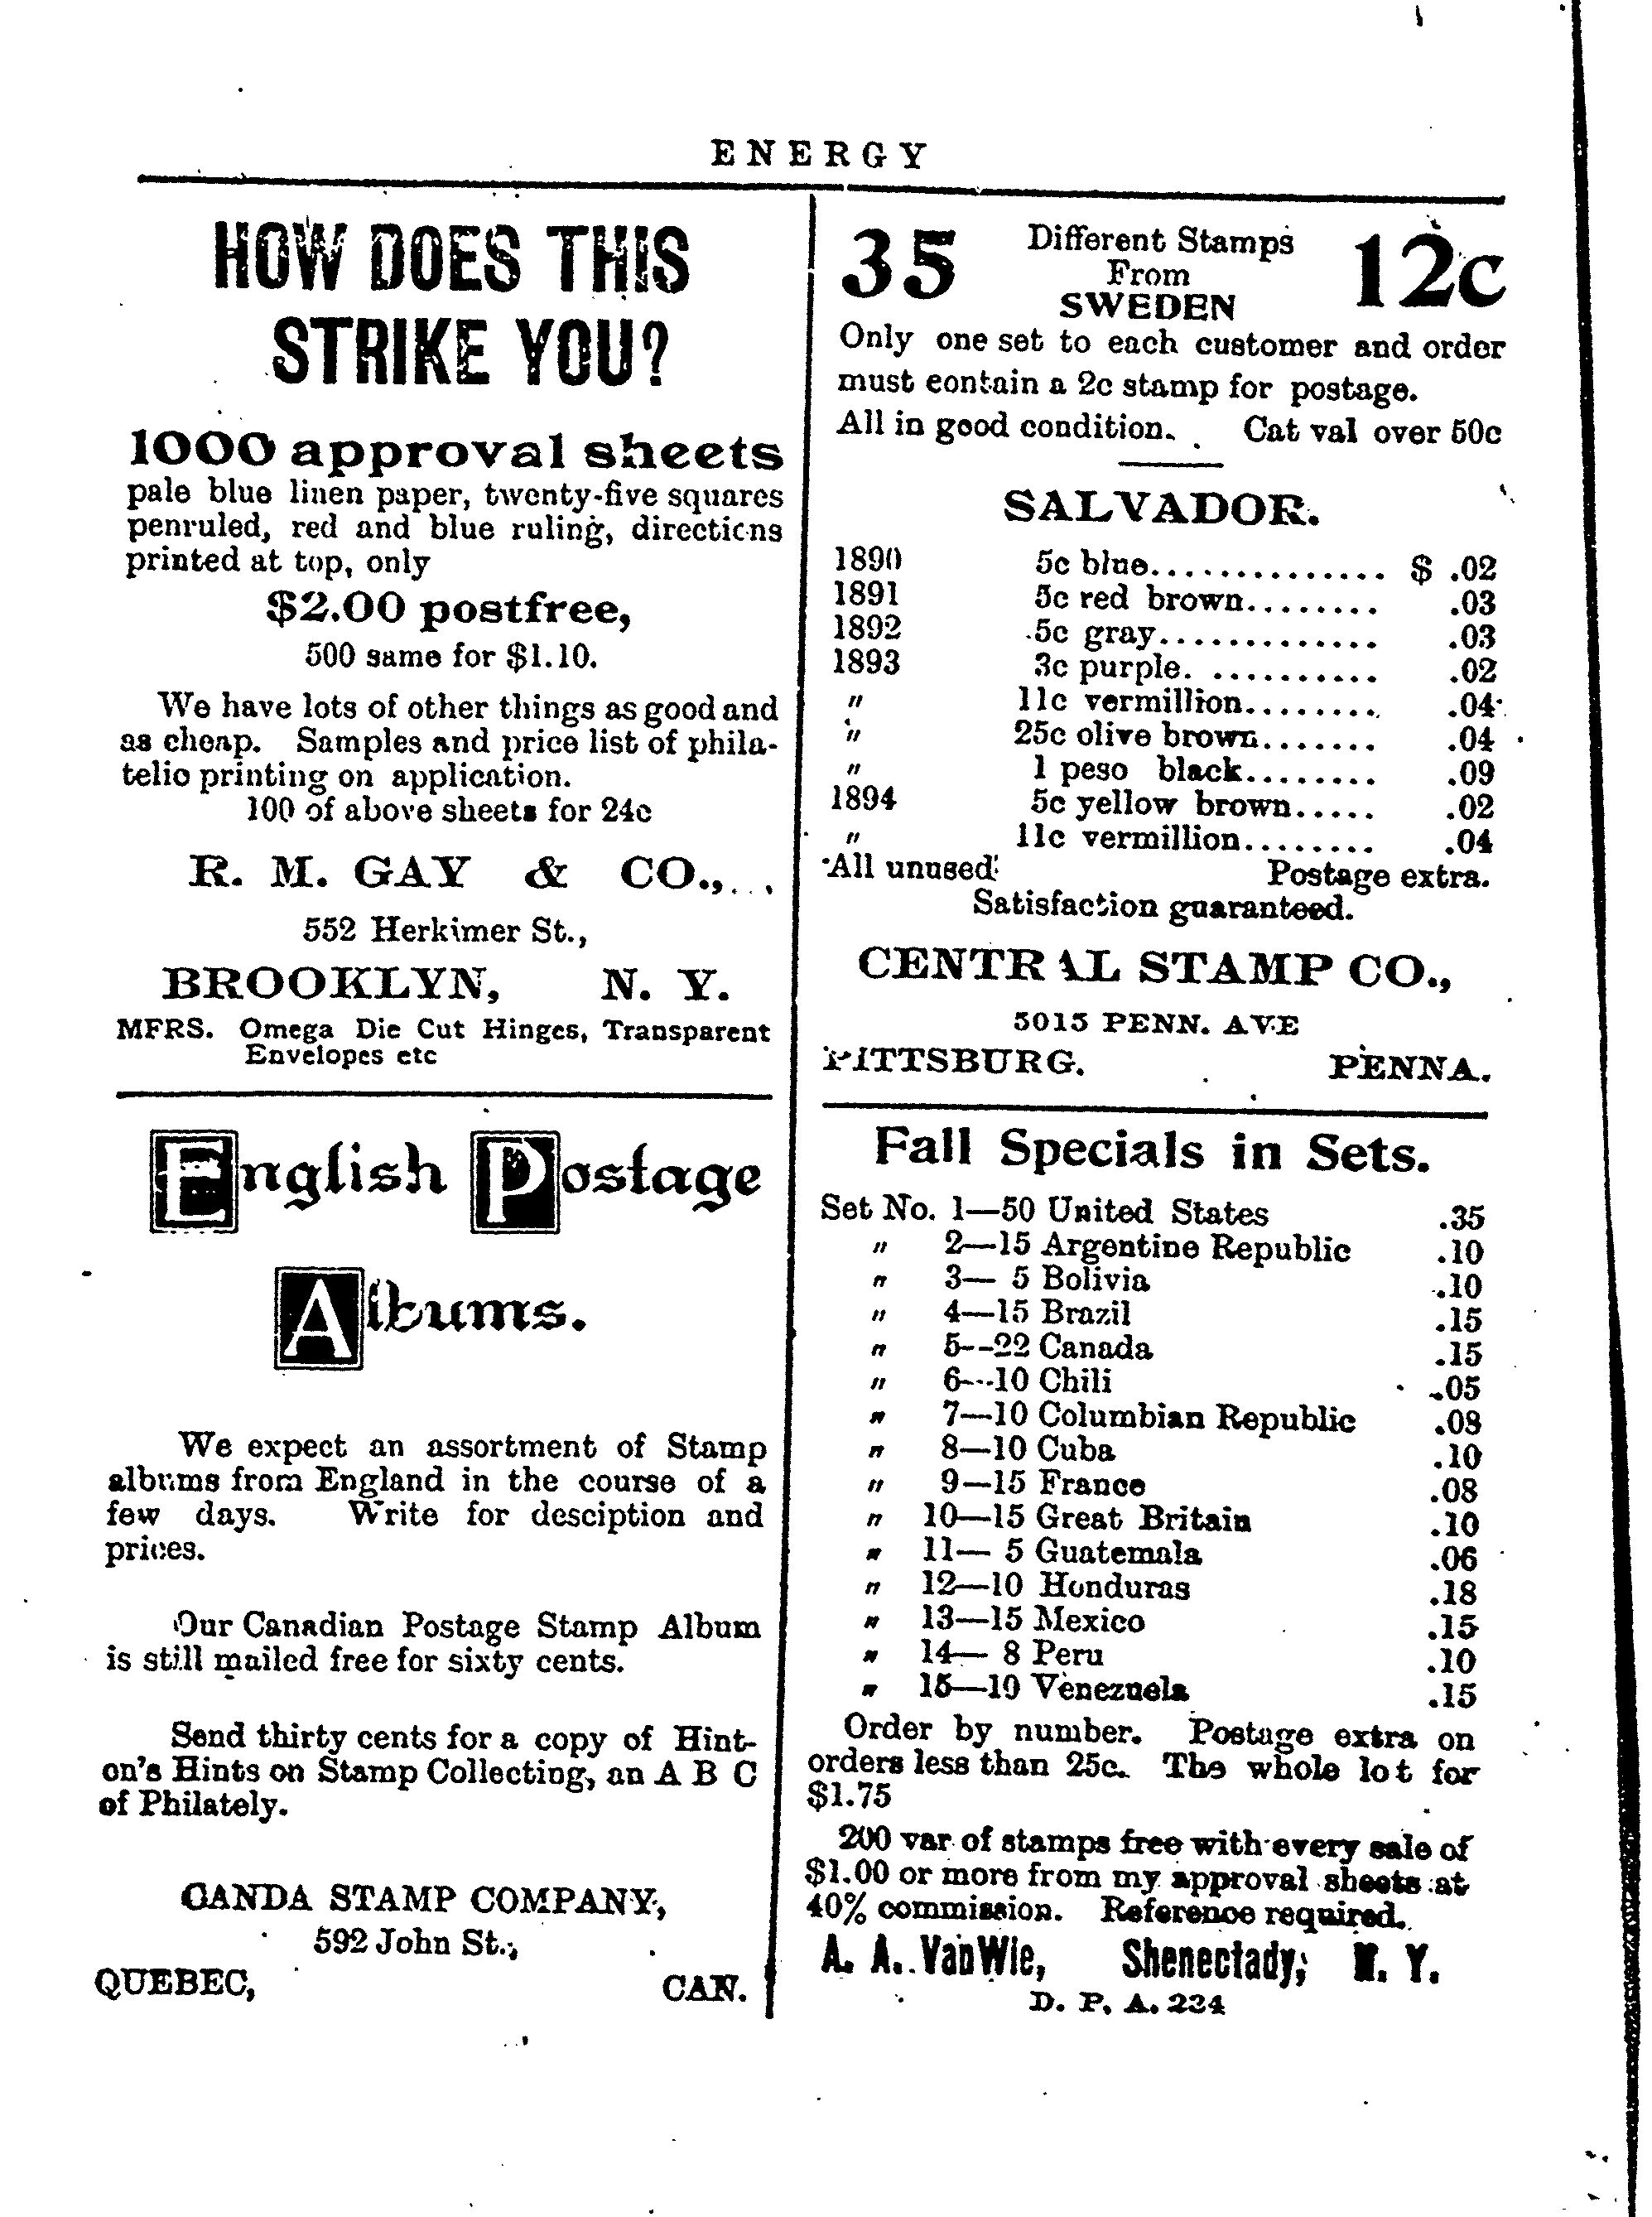 ENERGY
HOW DOES THIS
STRIKE YOU?
1000 approval sheets
pale blue linen paper, twenty-five squares
penruled, red and blue ruling, directions
printed at top, only
$2.00 postfree,
500 same for $1.10.
We have lots of other things as good and
as cheap. Samples and price list of phila-
telic printing on application.
100 of above sheets for 24c
R. M. GAY & CO.,
552 Herkimer St.,
BROOKLYN, N. Y.
MFRS. Omega Die Cut Hinges, Transparent
Envelopes etc
English Postage
Albums.
We expect an assortment of Stamp
albums from England in the course of a
few days. Write for desciption and
prices.
Our Canadian Postage Stamp Album
is still mailed free for sixty cents.
Send thirty cents for a copy of Hint-
on's Hints on Stamp Collecting, an A B C
of Philately.
CANDA STAMP COMPANY,
592 John St.,
QUEBEC, CAN.
35 Different Stamps From SWEDEN 12c
Only one set to each customer and order
must eontain a 2c stamp for postage.
All in good condition. Cat val over 50c
SALVADOR.
1890 5c blue.............. $ .02
1891 5c red brown........ .03
1892 5c gray............. .03
1893 3c purple. .......... .02
" 11c vermillion........ .04
" 25c olive brown....... .04
" 1 peso black........ .09
1894 5c yellow brown..... .02
" 11c vermillion........ .04
All unused Postage extra.
Satisfaction guaranteed.
CENTRAL STAMP CO.,
5015 PENN. AVE
PITTSBURG. PENNA.
Fall Specials in Sets.
Set No. 1—50 United States .35
" 2—15 Argentine Republic .10
" 3— 5 Bolivia .10
" 4—15 Brazil .15
" 5--22 Canada .15
" 6--10 Chili .05
" 7—10 Columbian Republic .08
" 8—10 Cuba .10
" 9—15 France .08
" 10—15 Great Britain .10
" 11— 5 Guatemala .06
" 12—10 Honduras .18
" 13—15 Mexico .15
" 14— 8 Peru .10
" 15—10 Venezuela .15
Order by number. Postage extra on
orders less than 25c. The whole lot for
$1.75
200 var of stamps free with every sale of
$1.00 or more from my approval sheets at
40% commission. Reference required.
A. A. VanWie, Shenectady, N. Y.
D. P. A. 234